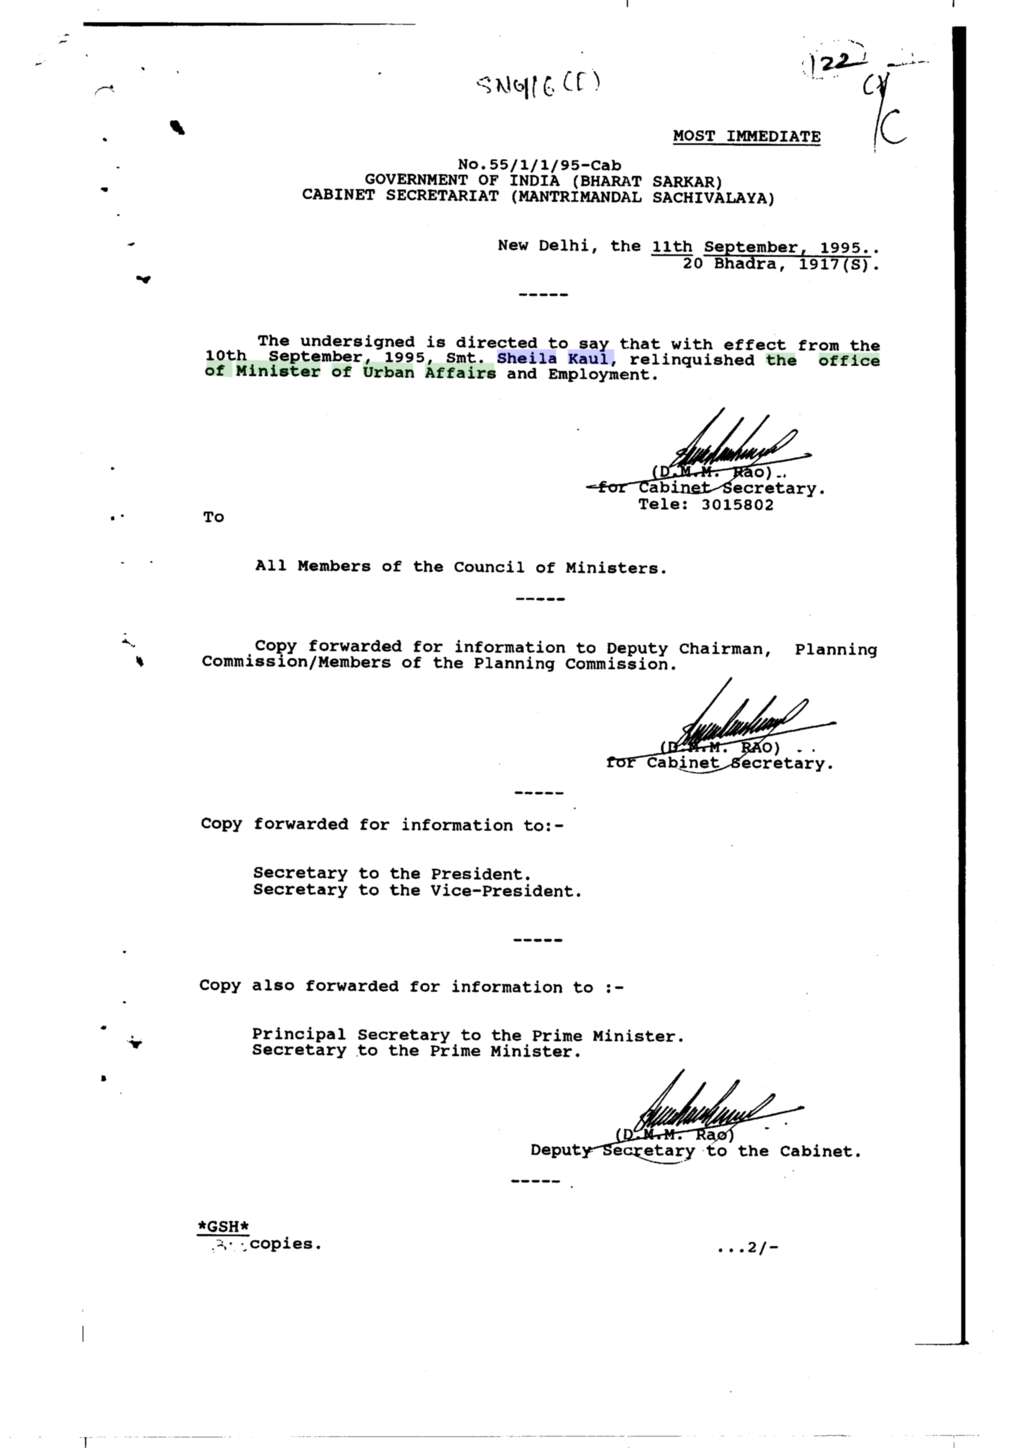 122
C
MOST IMMEDIATE
No.55/1/1/95-Cab
GOVERNMENT OF INDIA (BHARAT SARKAR)
CABINET SECRETARIAT (MANTRIMANDAL SACHIVALAYA)
New Delhi, the 11th September, 1995..
20 Bhadra, 1917(S).
-----
The undersigned is directed to say that with effect from the
10th September, 1995, Smt. Sheila Kaul, relinquished the office
of Minister of Urban Affairs and Employment.
(D.M.M. Rao)..
for Cabinet Secretary.
Tele: 3015802
To
All Members of the Council of Ministers.
-----
Copy forwarded for information to Deputy Chairman, Planning
Commission/Members of the Planning Commission.
(D.M.M. RAO)
for Cabinet Secretary.
-----
Copy forwarded for information to:-
Secretary to the President.
Secretary to the Vice-President.
-----
Copy also forwarded for information to :-
Principal Secretary to the Prime Minister.
Secretary to the Prime Minister.
(D.M.M. Rao)
Deputy Secretary to the Cabinet.
-----
*GSH*
copies.
...2/-